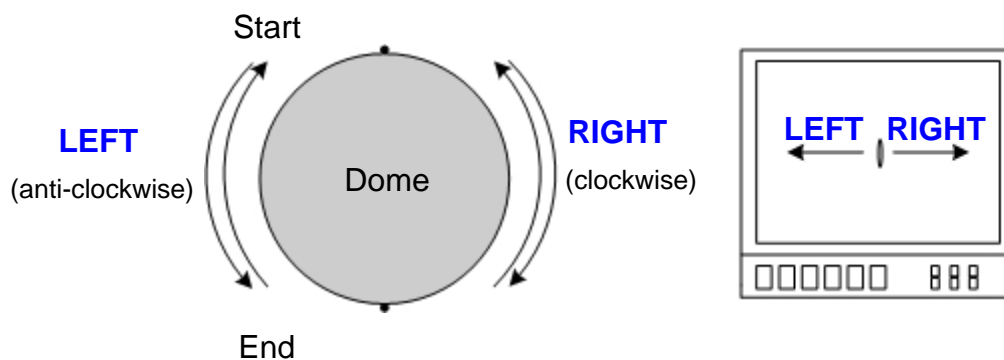 Start
LEFT
(anti-clockwise)
Dome
RIGHT
(clockwise)
End
LEFT RIGHT